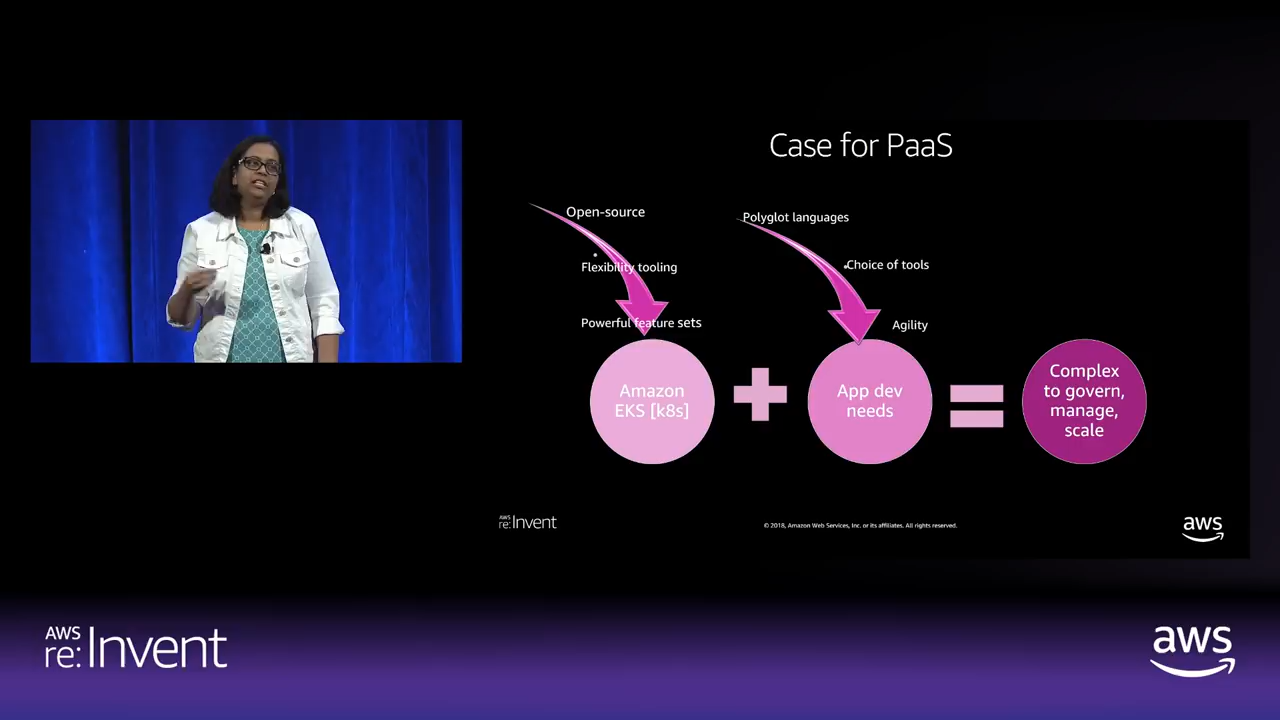 Case for PaaS
Open-source
Flexibility tooling
Powerful feature sets
Polyglot languages
Choice of tools
Agility
Amazon
EKS [k8s]
App dev
needs
Complex
to govern,
manage,
scale
AWS
re:Invent
© 2018, Amazon Web Services, Inc. or its affiliates. All rights reserved.
aws
AWS
re:Invent
aws